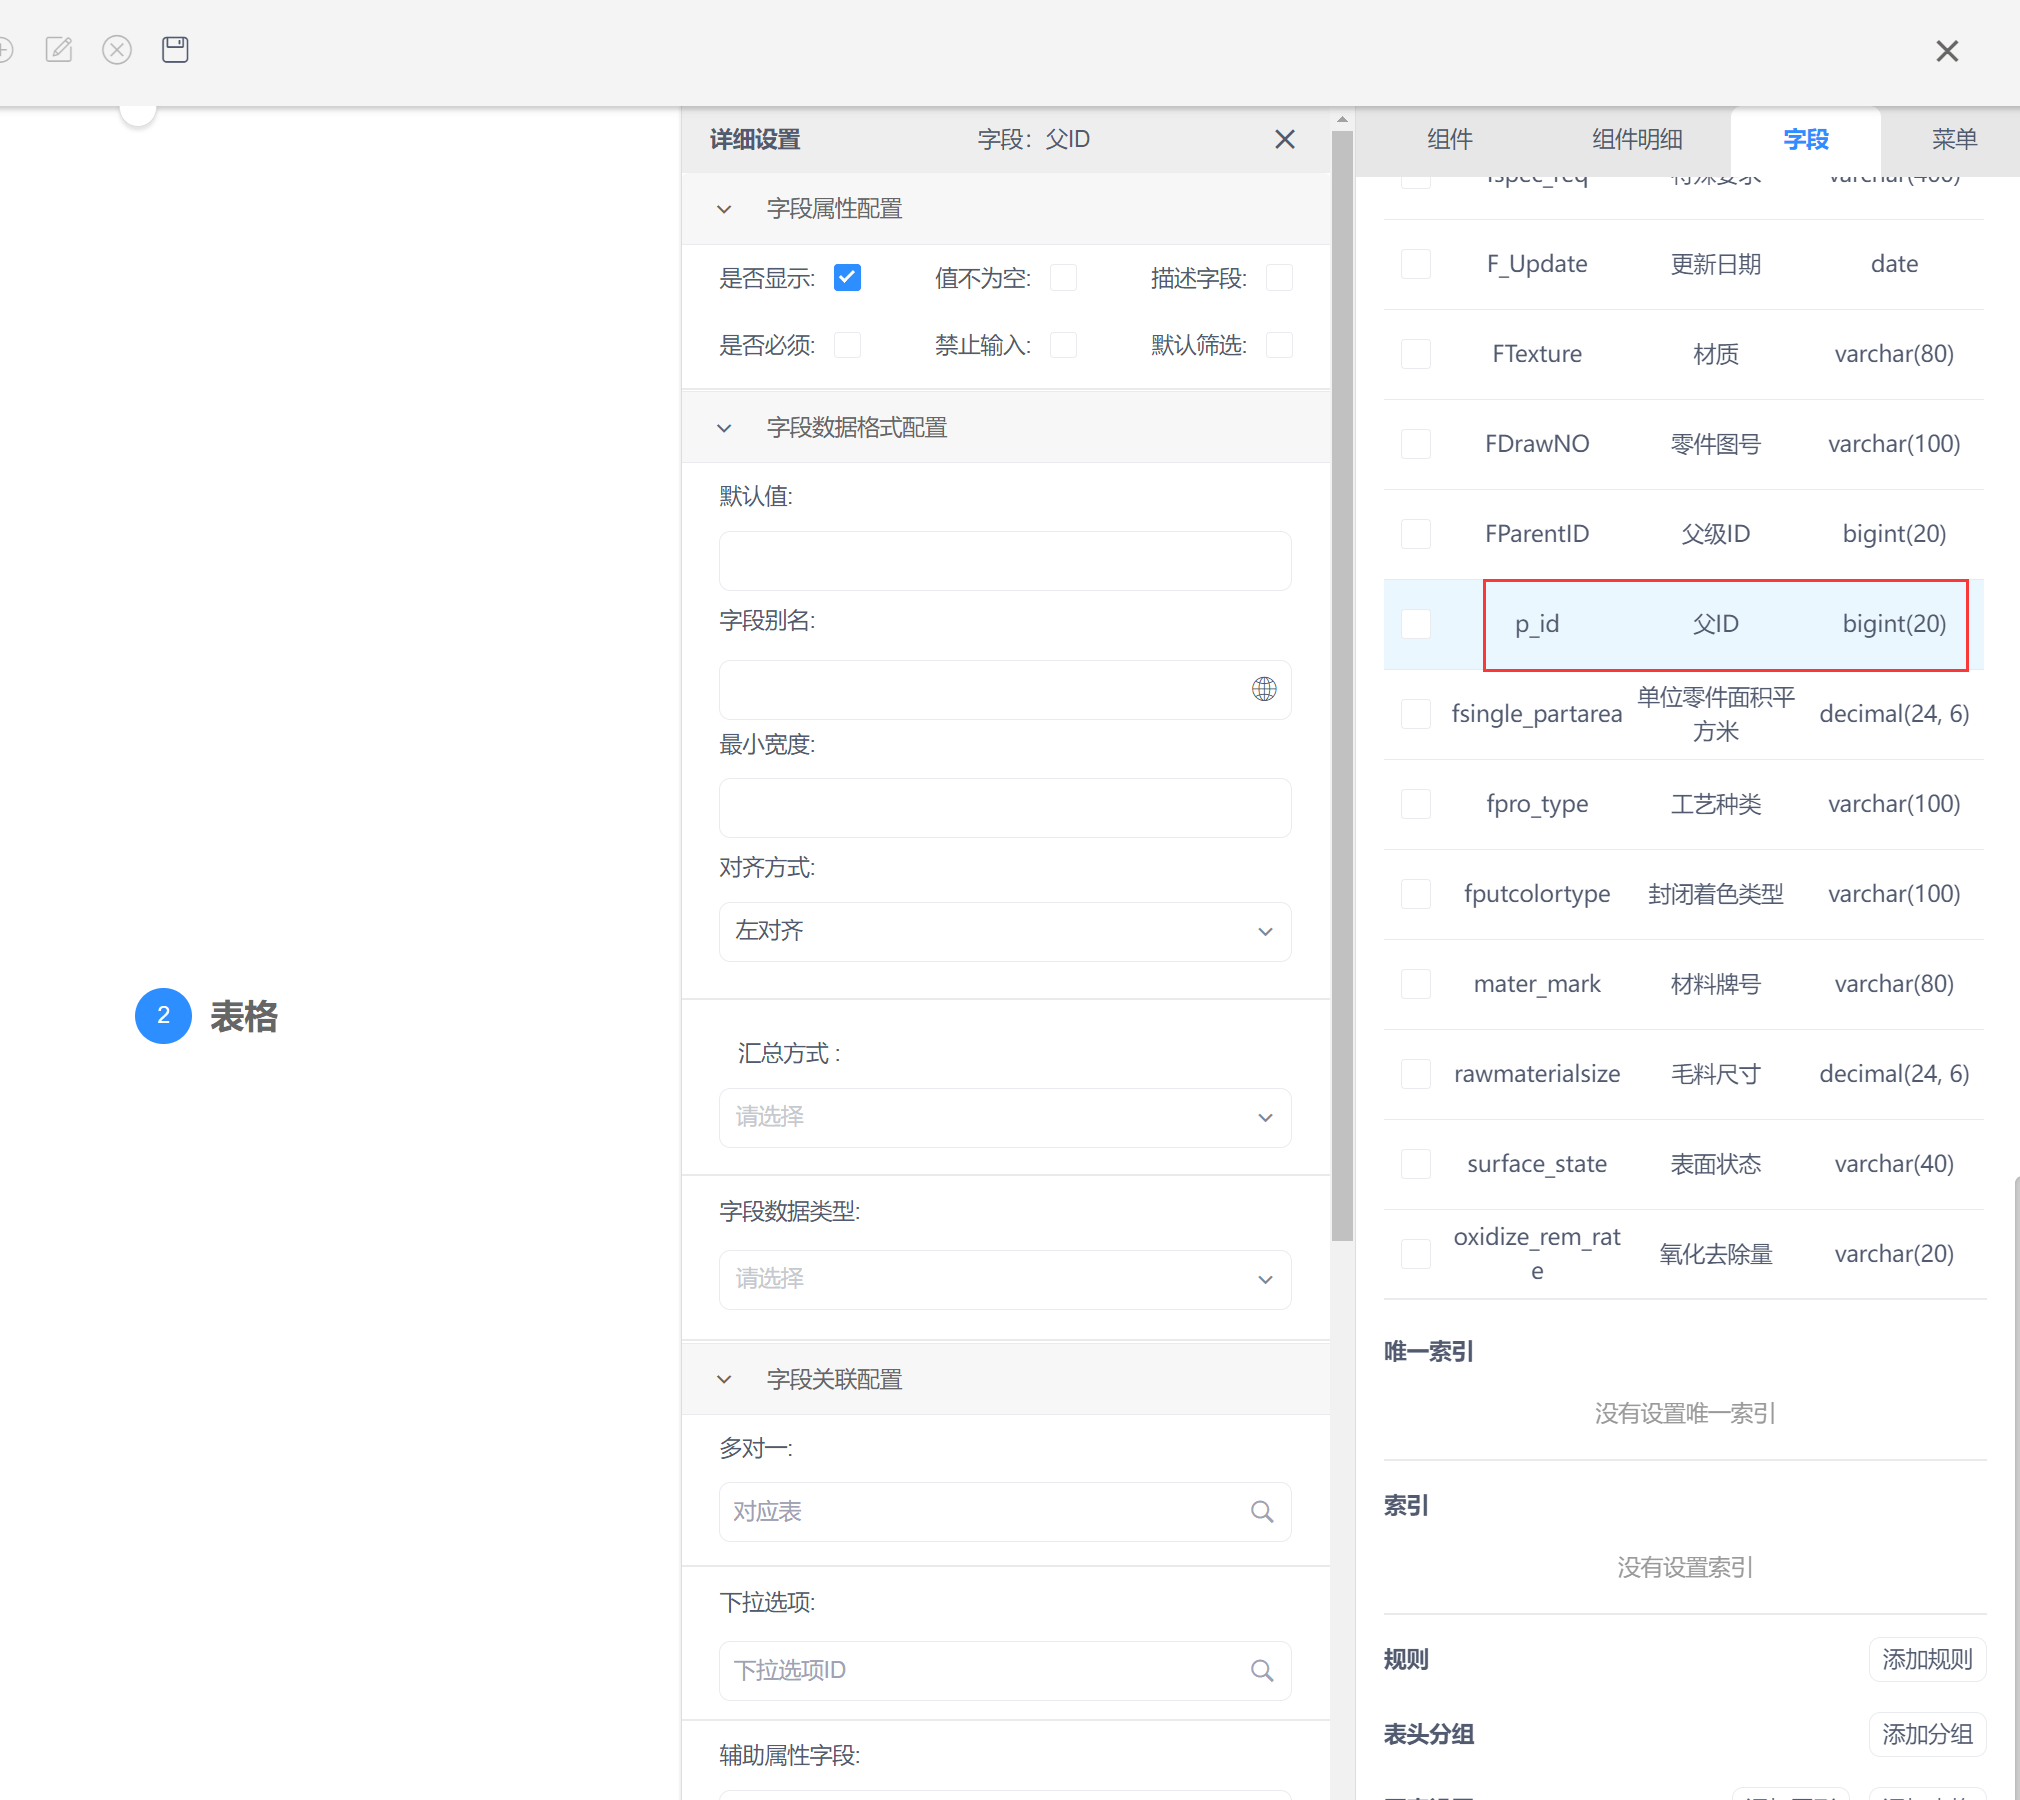 详细设置
字段：父ID
字段属性配置
是否显示:
值不为空:
描述字段:
是否必须:
禁止输入:
默认筛选:
字段数据格式配置
默认值:
字段别名:
最小宽度:
对齐方式:
左对齐
汇总方式 :
请选择
字段数据类型:
请选择
字段关联配置
多对一:
对应表
下拉选项:
下拉选项ID
辅助属性字段:
2 表格
组件 组件明细 字段 菜单
fspec_req 特殊要求 varchar(400)
F_Update 更新日期 date
FTexture 材质 varchar(80)
FDrawNO 零件图号 varchar(100)
FParentID 父级ID bigint(20)
p_id 父ID bigint(20)
fsingle_partarea 单位零件面积平
方米 decimal(24, 6)
fpro_type 工艺种类 varchar(100)
fputcolortype 封闭着色类型 varchar(100)
mater_mark 材料牌号 varchar(80)
rawmaterialsize 毛料尺寸 decimal(24, 6)
surface_state 表面状态 varchar(40)
oxidize_rem_rat
e 氧化去除量 varchar(20)
唯一索引
没有设置唯一索引
索引
没有设置索引
规则 添加规则
表头分组 添加分组